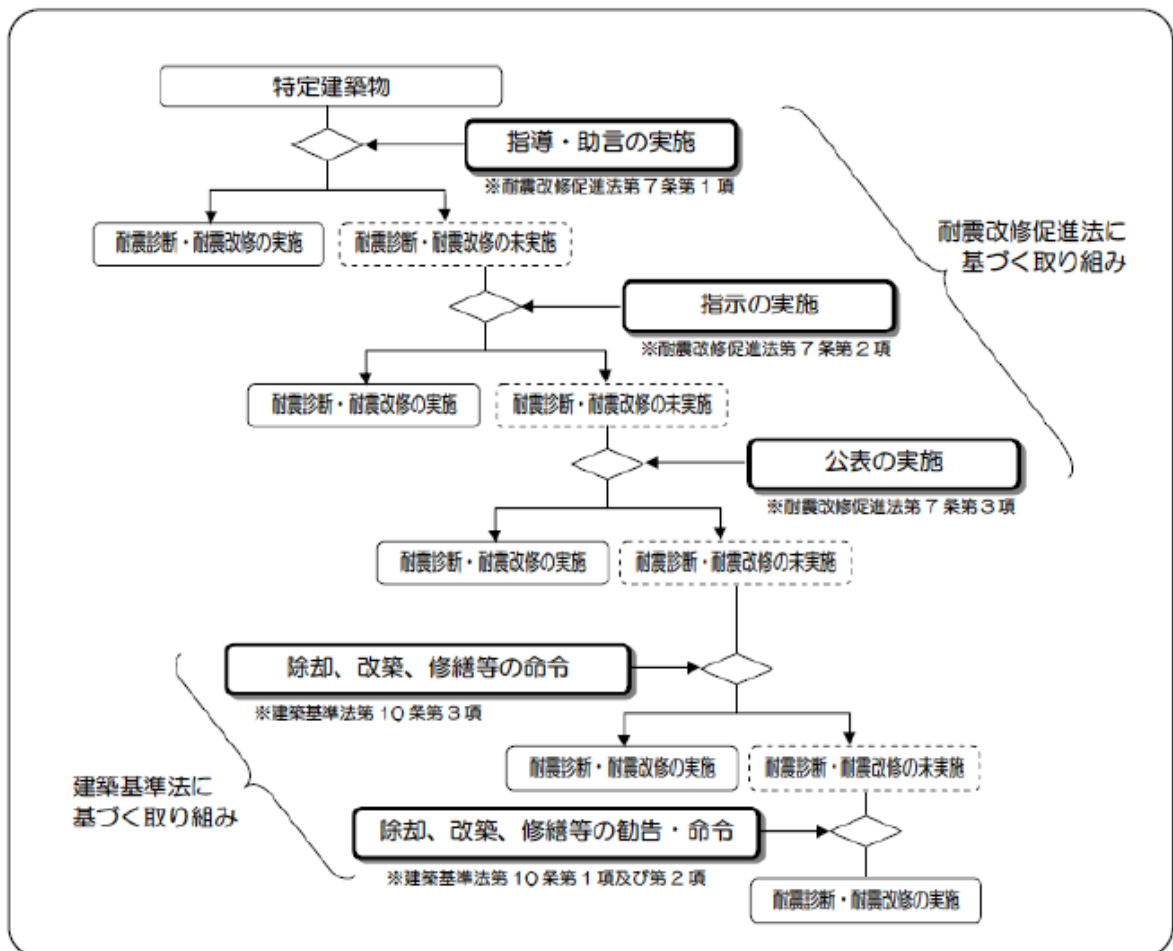 特定建築物
指導・助言の実施
※耐震改修促進法第７条第１項
耐震診断・耐震改修の実施
耐震診断・耐震改修の未実施
耐震改修促進法に
基づく取り組み
指示の実施
※耐震改修促進法第７条第２項
耐震診断・耐震改修の実施
耐震診断・耐震改修の未実施
公表の実施
※耐震改修促進法第７条第３項
耐震診断・耐震改修の実施
耐震診断・耐震改修の未実施
除却、改築、修繕等の命令
※建築基準法第１０条第３項
耐震診断・耐震改修の実施
耐震診断・耐震改修の未実施
建築基準法に
基づく取り組み
除却、改築、修繕等の勧告・命令
※建築基準法第１０条第１項及び第２項
耐震診断・耐震改修の実施